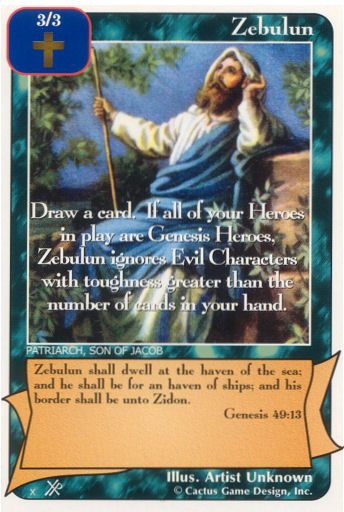 3/3
Zebulun
Draw a card. If all of your Heroes
in play are Genesis Heroes,
Zebulun ignores Evil Characters
with toughness greater than the
number of cards in your hand.
PATRIARCH, SON OF JACOB
Zebulun shall dwell at the haven of the sea;
and he shall be for an haven of ships; and his
border shall be unto Zidon.
Genesis 49:13
Illus. Artist Unknown
x
© Cactus Game Design, Inc.